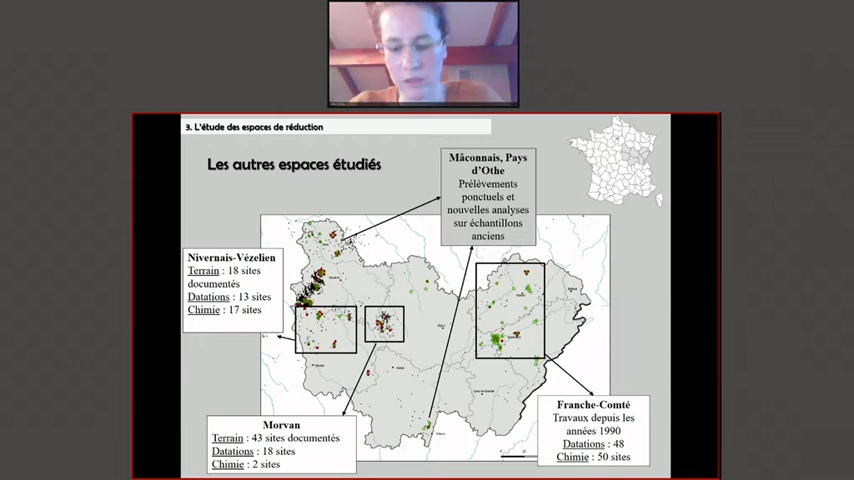 3. L'étude des espaces de réduction
Les autres espaces étudiés
Mâconnais, Pays
d'Othe
Prélèvements
ponctuels et
nouvelles analyses
sur échantillons
anciens
Nivernais-Vézelien
Terrain : 18 sites
documentés
Datations : 13 sites
Chimie : 17 sites
Morvan
Terrain : 43 sites documentés
Datations : 18 sites
Chimie : 2 sites
Franche-Comté
Travaux depuis les
années 1990
Datations : 48
Chimie : 50 sites